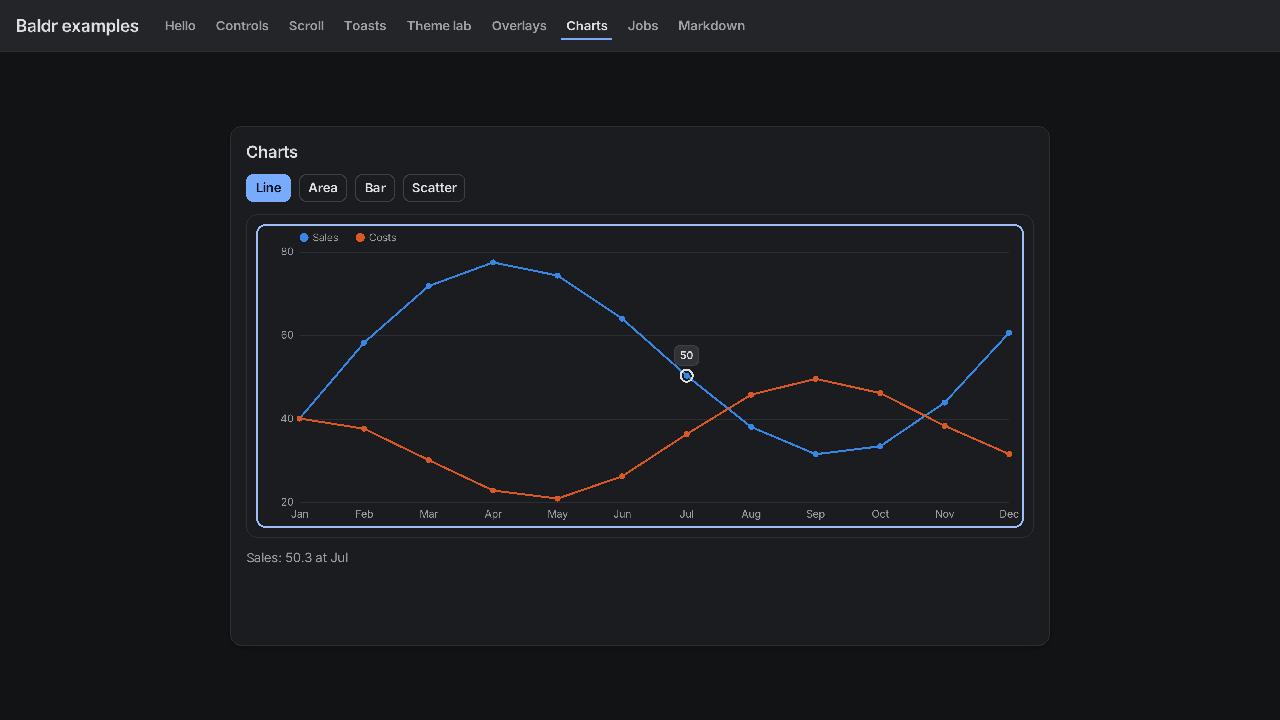 Baldr examples Hello Controls Scroll Toasts Theme lab Overlays Charts Jobs Markdown
Charts
Line Area Bar Scatter
Sales Costs
80
60
50
40
20
Jan Feb Mar Apr May Jun Jul Aug Sep Oct Nov Dec
Sales: 50.3 at Jul